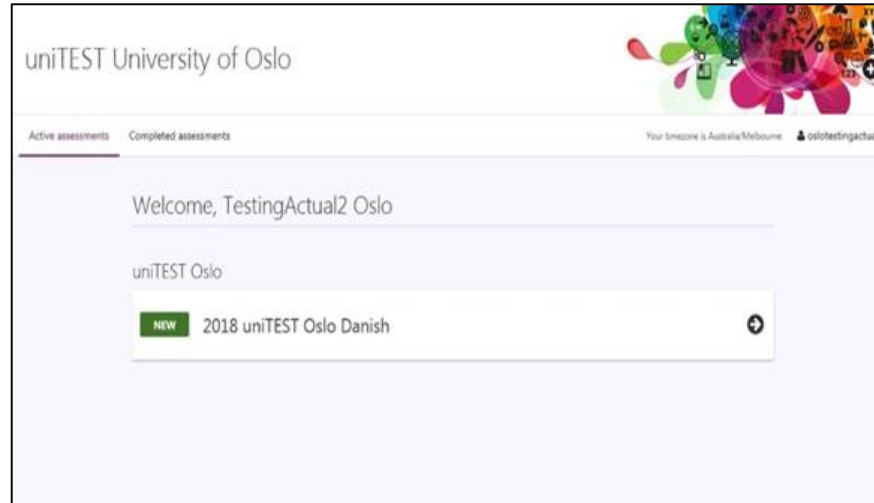 uniTEST University of Oslo
Active assessments Completed assessments Your timezone is Australia/Melbourne oslotestingactua
Welcome, TestingActual2 Oslo
uniTEST Oslo
NEW 2018 uniTEST Oslo Danish